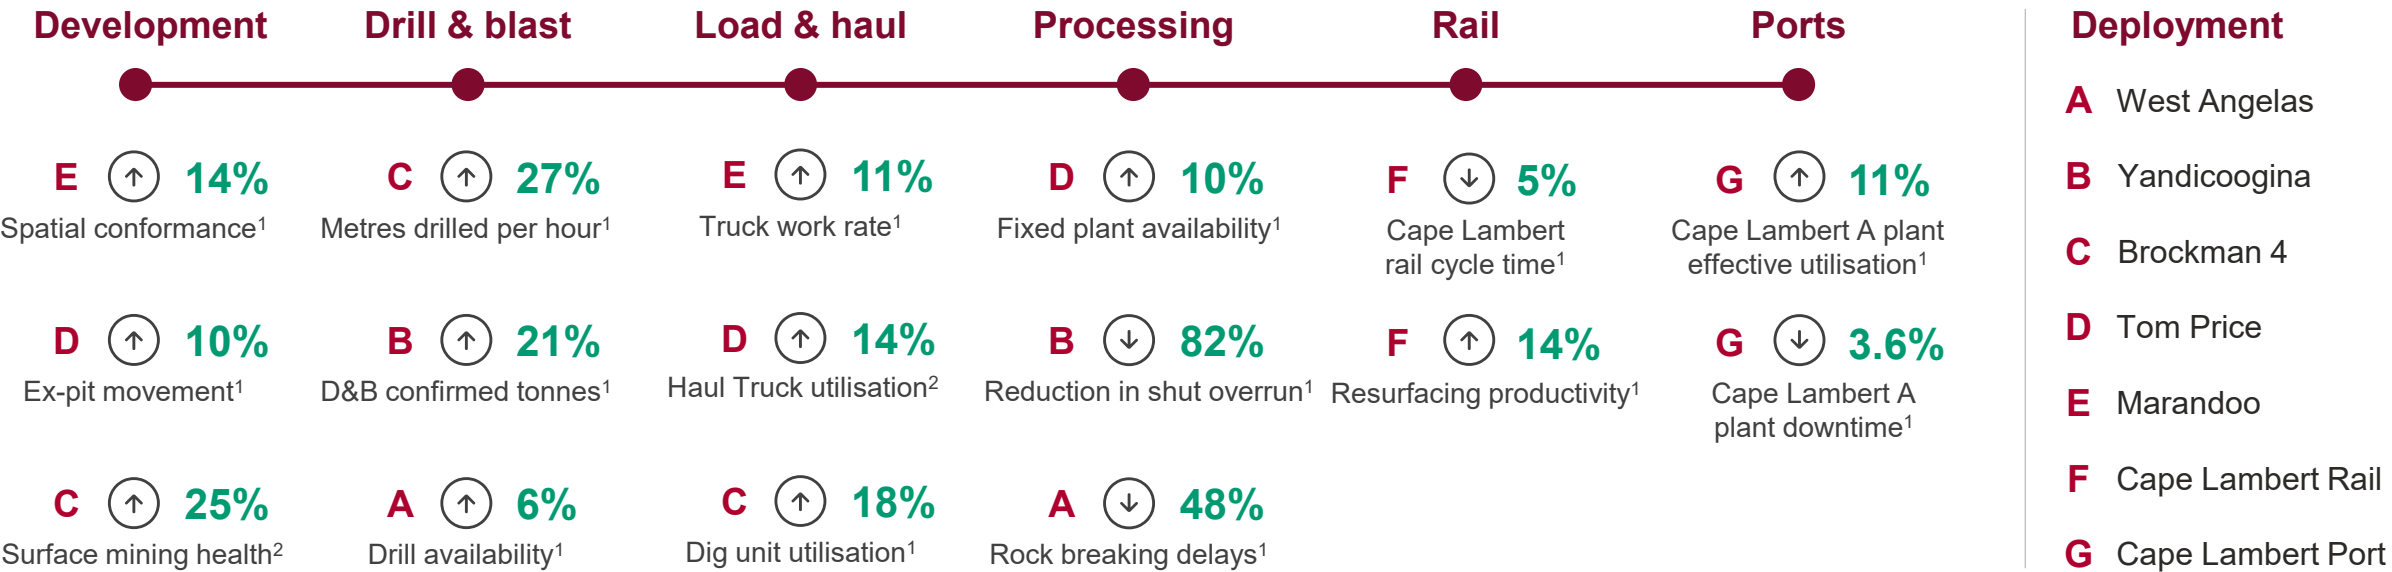 Development
Drill & blast
Load & haul
Processing
Rail
Ports
Deployment
E ↑ 14%
Spatial conformance¹
D ↑ 10%
Ex-pit movement¹
C ↑ 25%
Surface mining health²
C ↑ 27%
Metres drilled per hour¹
B ↑ 21%
D&B confirmed tonnes¹
A ↑ 6%
Drill availability¹
E ↑ 11%
Truck work rate¹
D ↑ 14%
Haul Truck utilisation²
C ↑ 18%
Dig unit utilisation¹
D ↑ 10%
Fixed plant availability¹
B ↓ 82%
Reduction in shut overrun¹
A ↓ 48%
Rock breaking delays¹
F ↓ 5%
Cape Lambert
rail cycle time¹
F ↑ 14%
Resurfacing productivity¹
G ↑ 11%
Cape Lambert A plant
effective utilisation¹
G ↓ 3.6%
Cape Lambert A
plant downtime¹
A West Angelas
B Yandicoogina
C Brockman 4
D Tom Price
E Marandoo
F Cape Lambert Rail
G Cape Lambert Port